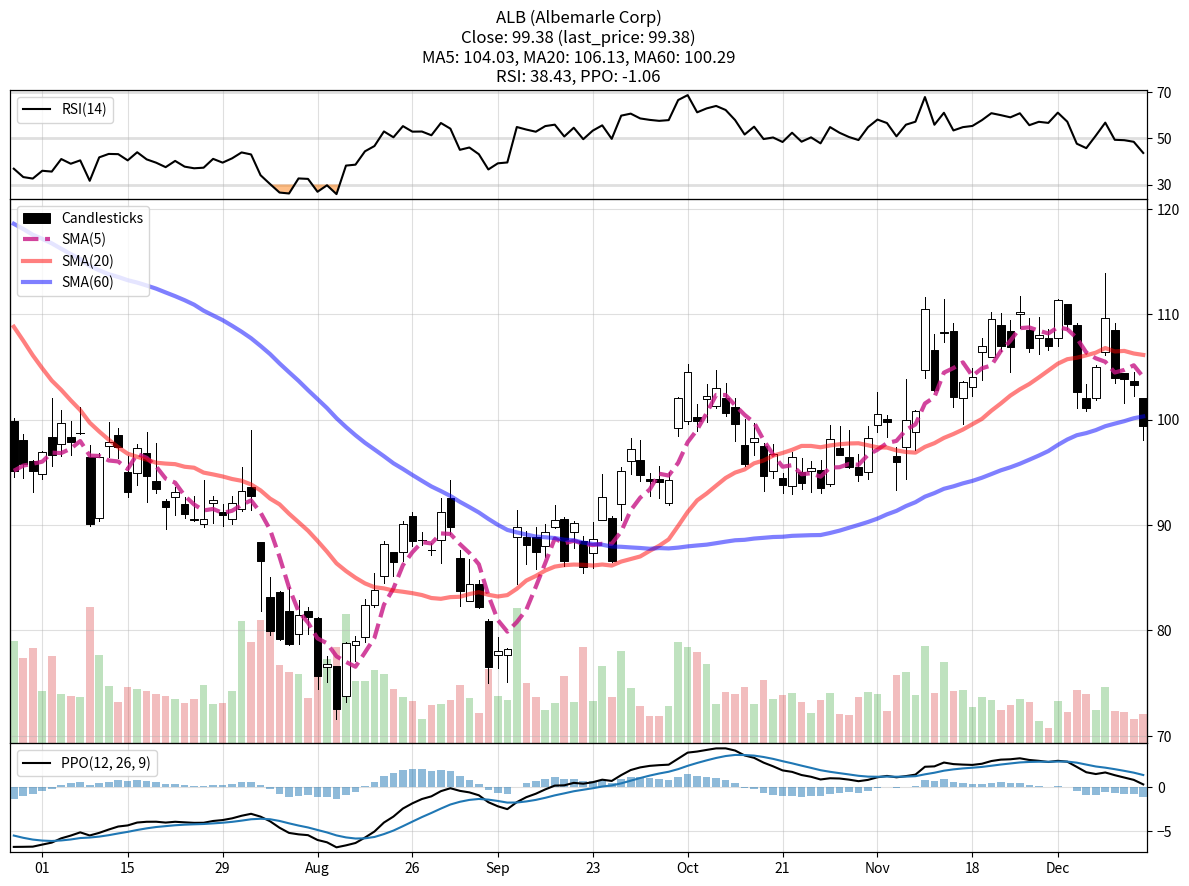 ALB (Albemarle Corp)
Close: 99.38 (last_price: 99.38)
MA5: 104.03, MA20: 106.13, MA60: 100.29
RSI: 38.43, PPO: -1.06
RSI(14)
70
50
30
Candlesticks
SMA(5)
SMA(20)
SMA(60)
120
110
100
90
80
70
PPO(12, 26, 9)
0
−5
01 15 29 Aug 26 Sep 23 Oct 21 Nov 18 Dec